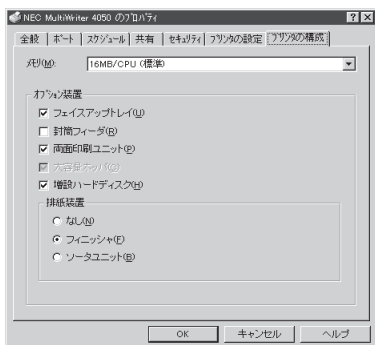 NEC MultiWriter 4050 のプロパティ
全般 ポート スケジュール 共有 セキュリティ プリンタの設定 プリンタの構成
メモリ(M): 16MB/CPU (標準)
オプション装置
フェイスアップトレイ(U)
封筒フィーダ(R)
両面印刷ユニット(P)
大容量ホッパ(G)
増設ハードディスク(H)
排紙装置
なし(N)
フィニッシャ(E)
ソータユニット(B)
OK キャンセル ヘルプ